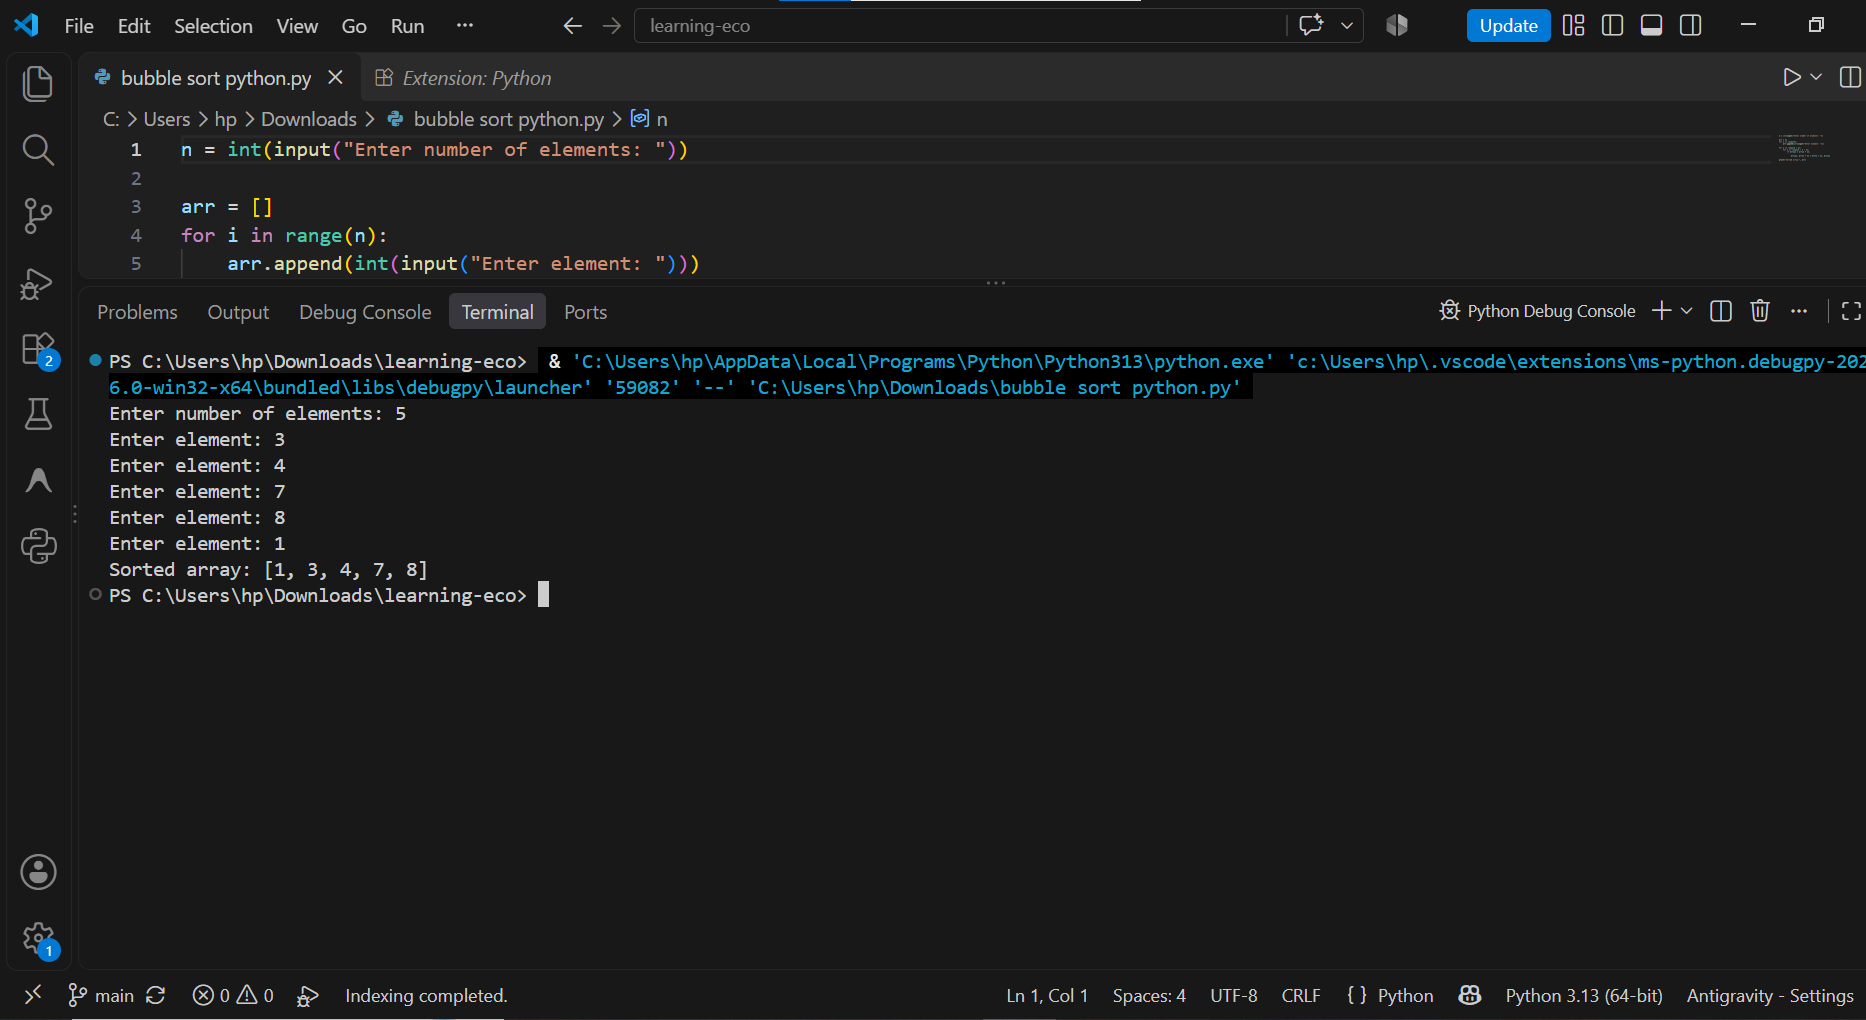 File Edit Selection View Go Run ··· learning-eco Update
bubble sort python.py Extension: Python
C: > Users > hp > Downloads > bubble sort python.py > n
1 n = int(input("Enter number of elements: "))
2
3 arr = []
4 for i in range(n):
5 arr.append(int(input("Enter element: ")))
Problems Output Debug Console Terminal Ports Python Debug Console
PS C:\Users\hp\Downloads\learning-eco> & 'C:\Users\hp\AppData\Local\Programs\Python\Python313\python.exe' 'c:\Users\hp\.vscode\extensions\ms-python.debugpy-202
6.0-win32-x64\bundled\libs\debugpy\launcher' '59082' '--' 'C:\Users\hp\Downloads\bubble sort python.py'
Enter number of elements: 5
Enter element: 3
Enter element: 4
Enter element: 7
Enter element: 8
Enter element: 1
Sorted array: [1, 3, 4, 7, 8]
PS C:\Users\hp\Downloads\learning-eco>
2
1
main 0 0 Indexing completed. Ln 1, Col 1 Spaces: 4 UTF-8 CRLF { } Python Python 3.13 (64-bit) Antigravity - Settings